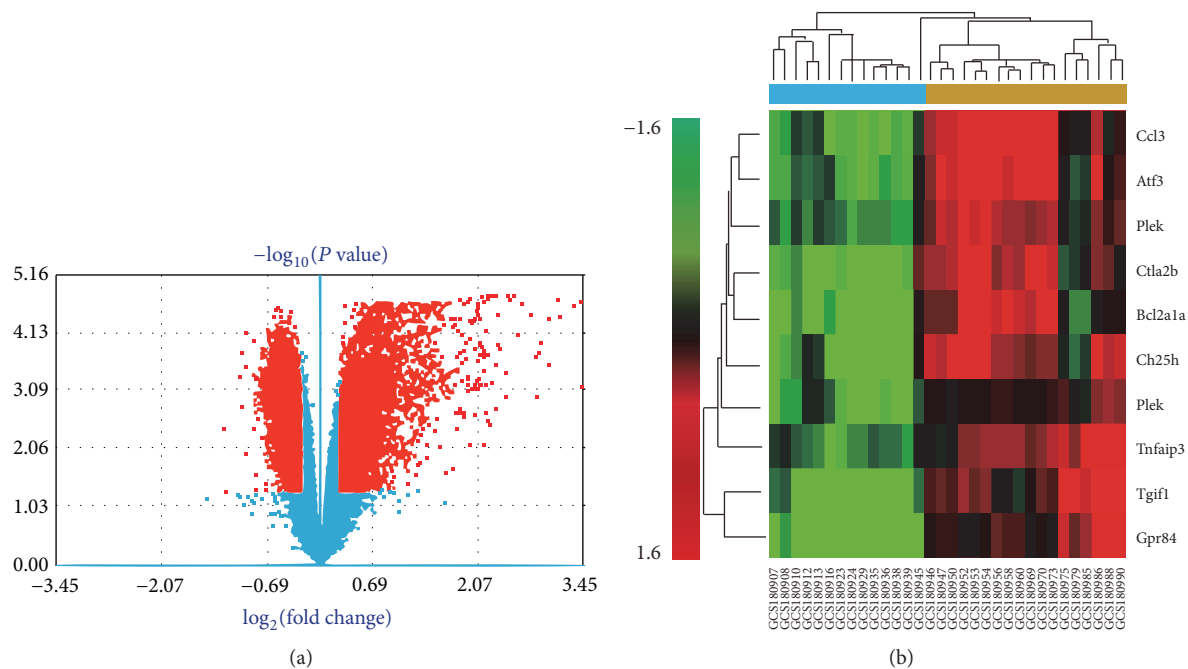 −log10(P value)
5.16
4.13
3.09
2.06
1.03
0.00
−3.45
−2.07
−0.69
0.69
2.07
3.45
log2(fold change)
(a)
−1.6
1.6
Ccl3
Atf3
Plek
Ctla2b
Bcl2a1a
Ch25h
Plek
Tnfaip3
Tgif1
Gpr84
GCS180907
GCS180908
GCS180910
GCS180912
GCS180913
GCS180916
GCS180923
GCS180924
GCS180929
GCS180935
GCS180936
GCS180938
GCS180939
GCS180945
GCS180946
GCS180947
GCS180950
GCS180952
GCS180953
GCS180954
GCS180956
GCS180958
GCS180960
GCS180969
GCS180970
GCS180973
GCS180975
GCS180979
GCS180985
GCS180986
GCS180988
GCS180990
(b)